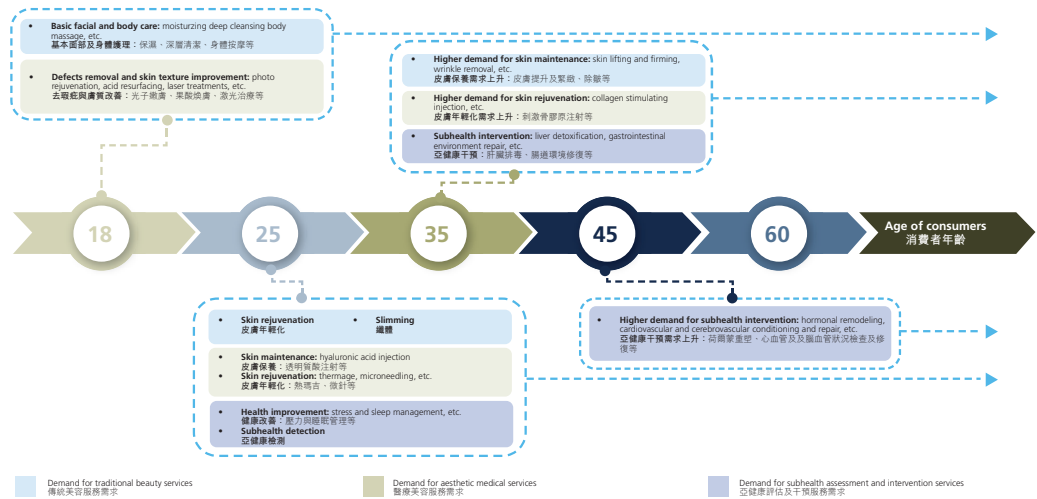 • Basic facial and body care: moisturzing deep cleansing body
massage, etc.
基本面部及身體護理：保濕、深層清潔、身體按摩等
• Defects removal and skin texture improvement: photo
rejuvenation, acid resurfacing, laser treatments, etc.
去瑕疵與膚質改善：光子嫩膚、果酸煥膚、激光治療等
• Higher demand for skin maintenance: skin lifting and firming,
wrinkle removal, etc.
皮膚保養需求上升：皮膚提升及緊緻、除皺等
• Higher demand for skin rejuvenation: collagen stimulating
injection, etc.
皮膚年輕化需求上升：刺激骨膠原注射等
• Subhealth intervention: liver detoxification, gastrointestinal
environment repair, etc.
亞健康干預：肝臟排毒、腸道環境修復等
18
25
35
45
60
Age of consumers
消費者年齡
• Skin rejuvenation
皮膚年輕化
• Slimming
纖體
• Skin maintenance: hyaluronic acid injection
皮膚保養：透明質酸注射等
• Skin rejuvenation: thermage, microneedling, etc.
皮膚年輕化：熱瑪吉、微針等
• Health improvement: stress and sleep management, etc.
健康改善：壓力與睡眠管理等
• Subhealth detection
亞健康檢測
• Higher demand for subhealth intervention: hormonal remodeling,
cardiovascular and cerebrovascular conditioning and repair, etc.
亞健康干預需求上升：荷爾蒙重塑、心血管及及腦血管狀況檢查及修
復等
Demand for traditional beauty services
傳統美容服務需求
Demand for aesthetic medical services
醫療美容服務需求
Demand for subhealth assessment and intervention services
亞健康評估及干預服務需求